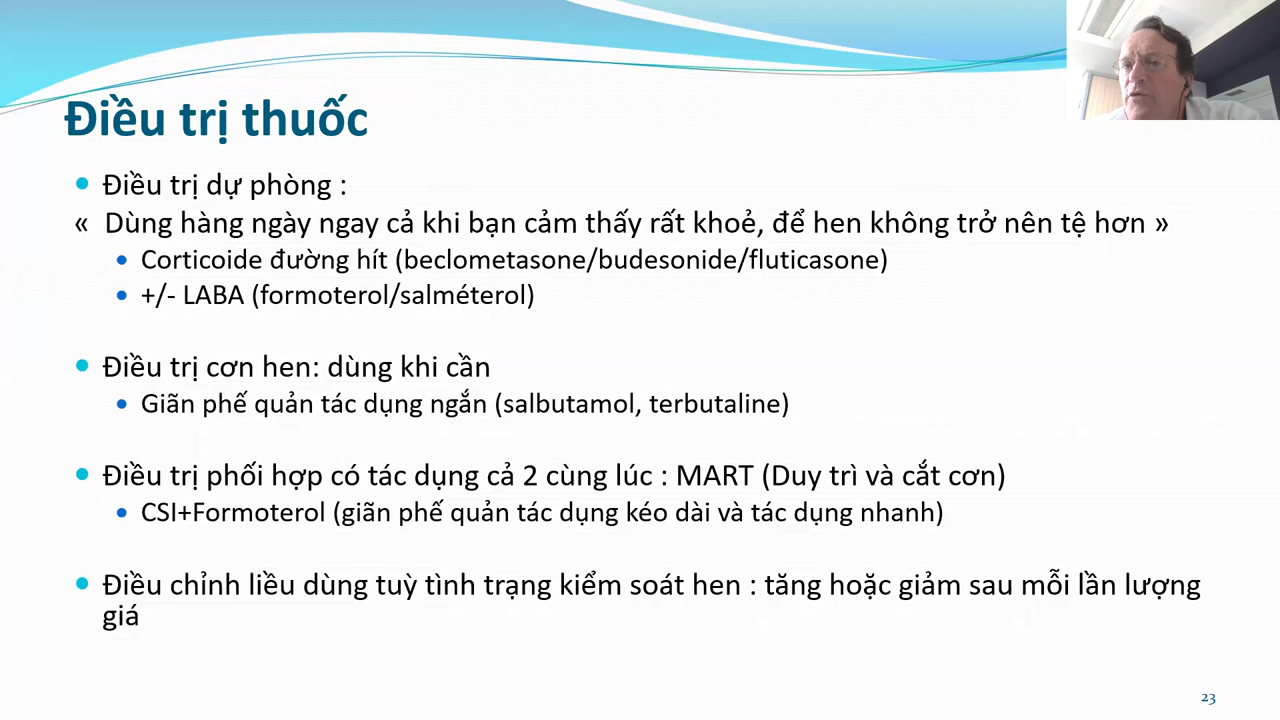 Điều trị thuốc
Điều trị dự phòng :
« Dùng hàng ngày ngay cả khi bạn cảm thấy rất khoẻ, để hen không trở nên tệ hơn »
Corticoide đường hít (beclometasone/budesonide/fluticasone)
+/- LABA (formoterol/salméterol)
Điều trị cơn hen: dùng khi cần
Giãn phế quản tác dụng ngắn (salbutamol, terbutaline)
Điều trị phối hợp có tác dụng cả 2 cùng lúc : MART (Duy trì và cắt cơn)
CSI+Formoterol (giãn phế quản tác dụng kéo dài và tác dụng nhanh)
Điều chỉnh liều dùng tuỳ tình trạng kiểm soát hen : tăng hoặc giảm sau mỗi lần lượng
giá
23